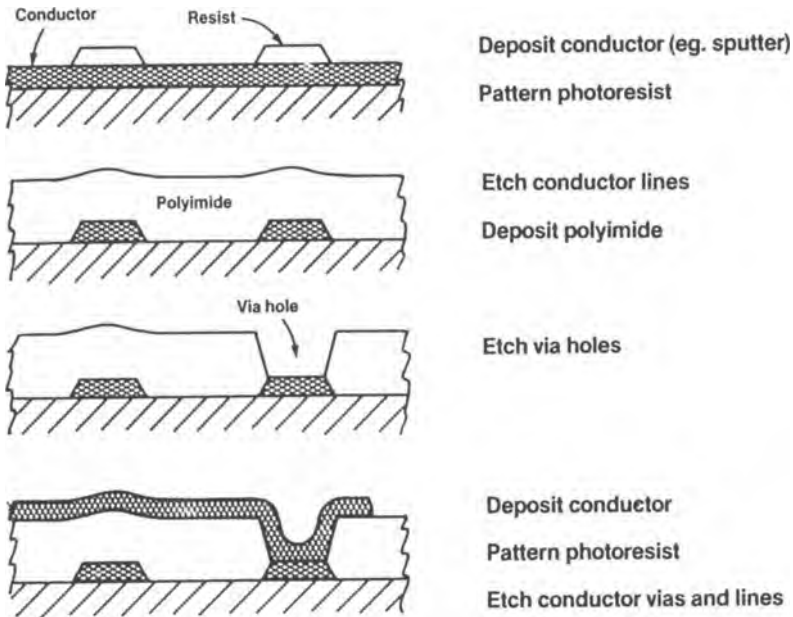 Conductor
Resist
Deposit conductor (eg. sputter)
Pattern photoresist
Polyimide
Etch conductor lines
Deposit polyimide
Via hole
Etch via holes
Deposit conductor
Pattern photoresist
Etch conductor vias and lines